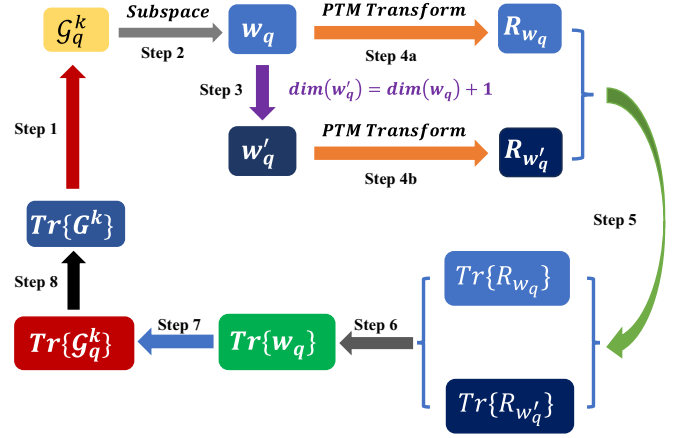 Subspace
PTM Transform
𝒢_q^k
w_q
R_{w_q}
Step 2
Step 4a
Step 3
dim(w'_q) = dim(w_q) + 1
Step 1
PTM Transform
w'_q
R_{w'_q}
Step 4b
Tr{G^k}
Step 5
Tr{R_{w_q}}
Step 8
Step 7
Step 6
Tr{𝒢_q^k}
Tr{w_q}
Tr{R_{w'_q}}